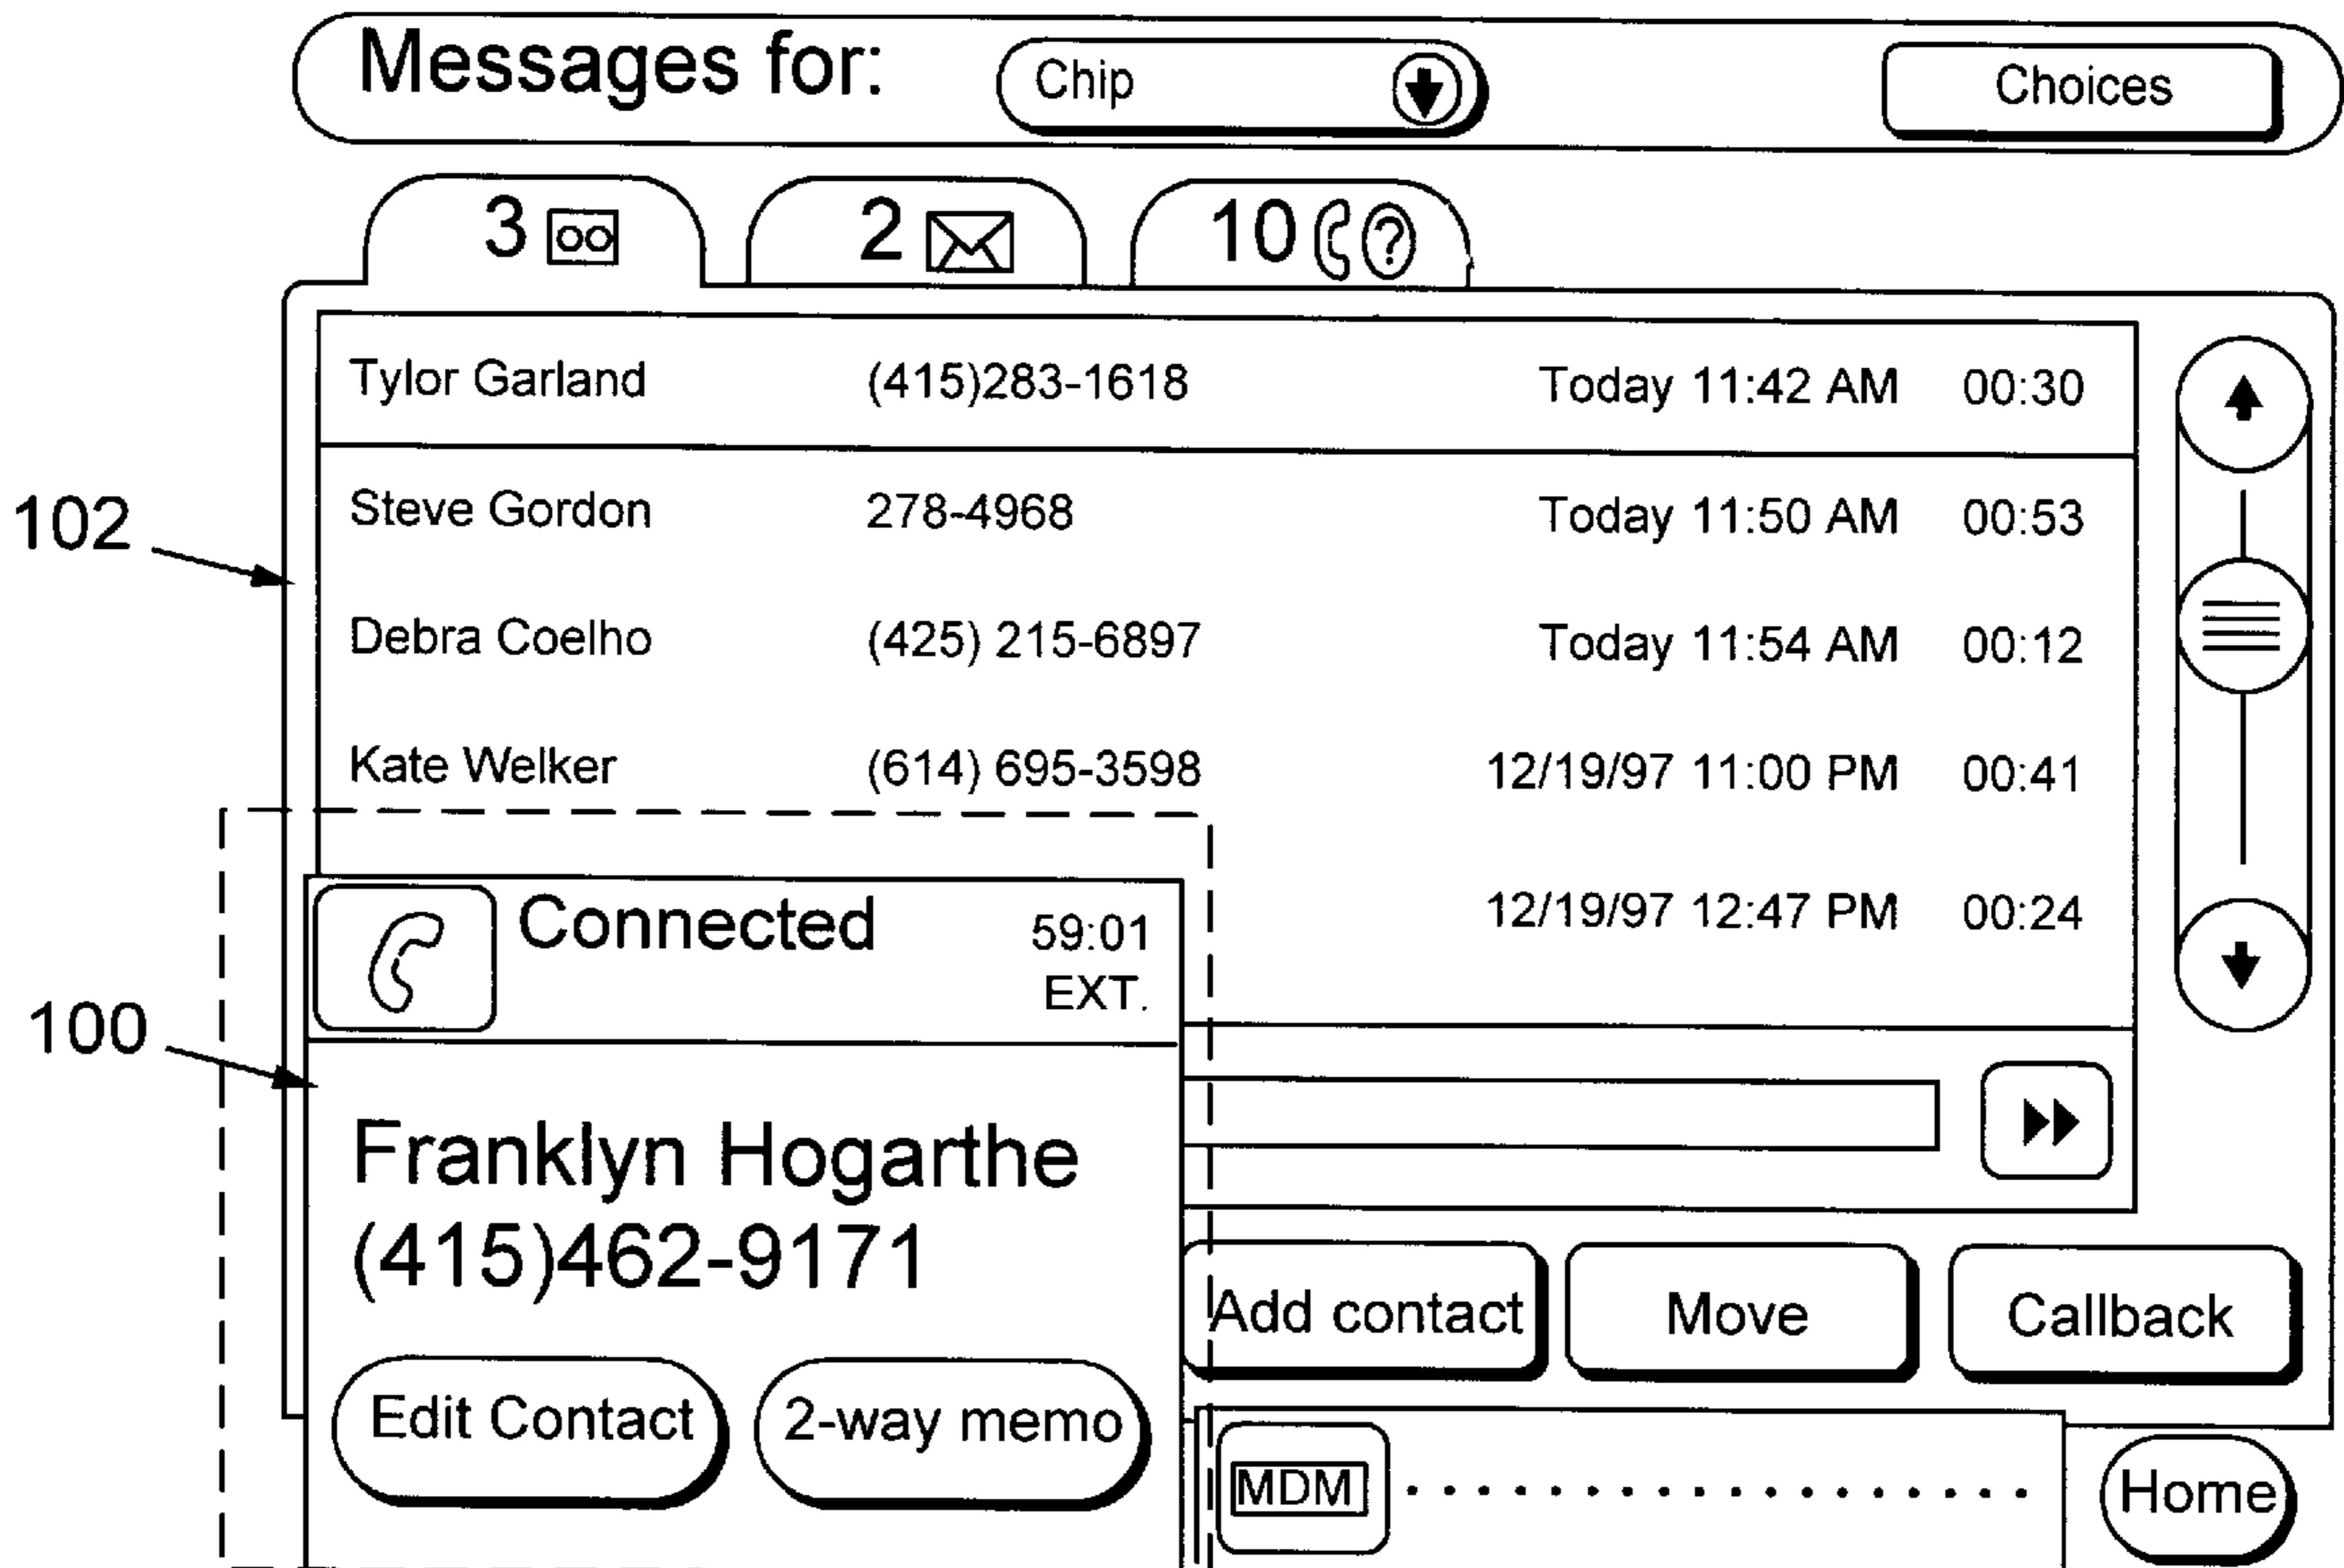 Messages for: Chip Choices
3 2 10 ?
Tylor Garland (415)283-1618 Today 11:42 AM 00:30
Steve Gordon 278-4968 Today 11:50 AM 00:53
102
Debra Coelho (425) 215-6897 Today 11:54 AM 00:12
Kate Welker (614) 695-3598 12/19/97 11:00 PM 00:41
12/19/97 12:47 PM 00:24
Connected 59:01
EXT.
100
Franklyn Hogarthe
(415)462-9171
Add contact Move Callback
Edit Contact 2-way memo
MDM Home